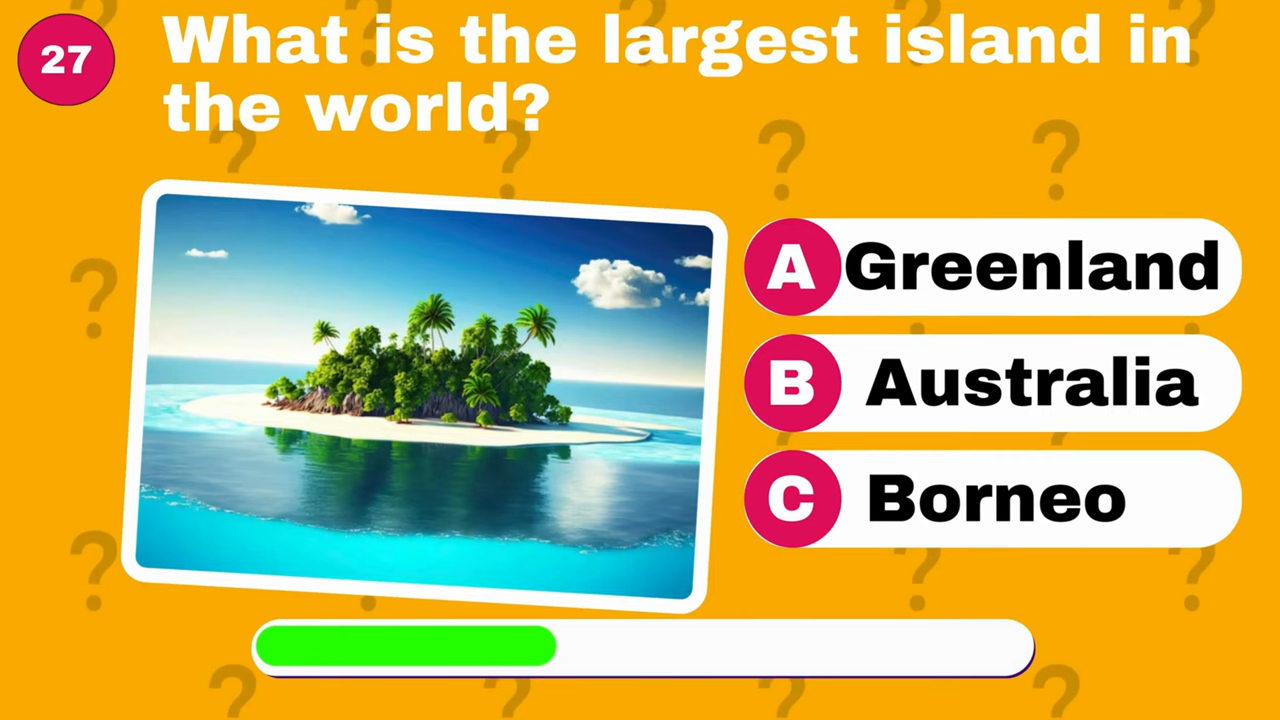 27
What is the largest island in
the world?
A Greenland
B Australia
C Borneo